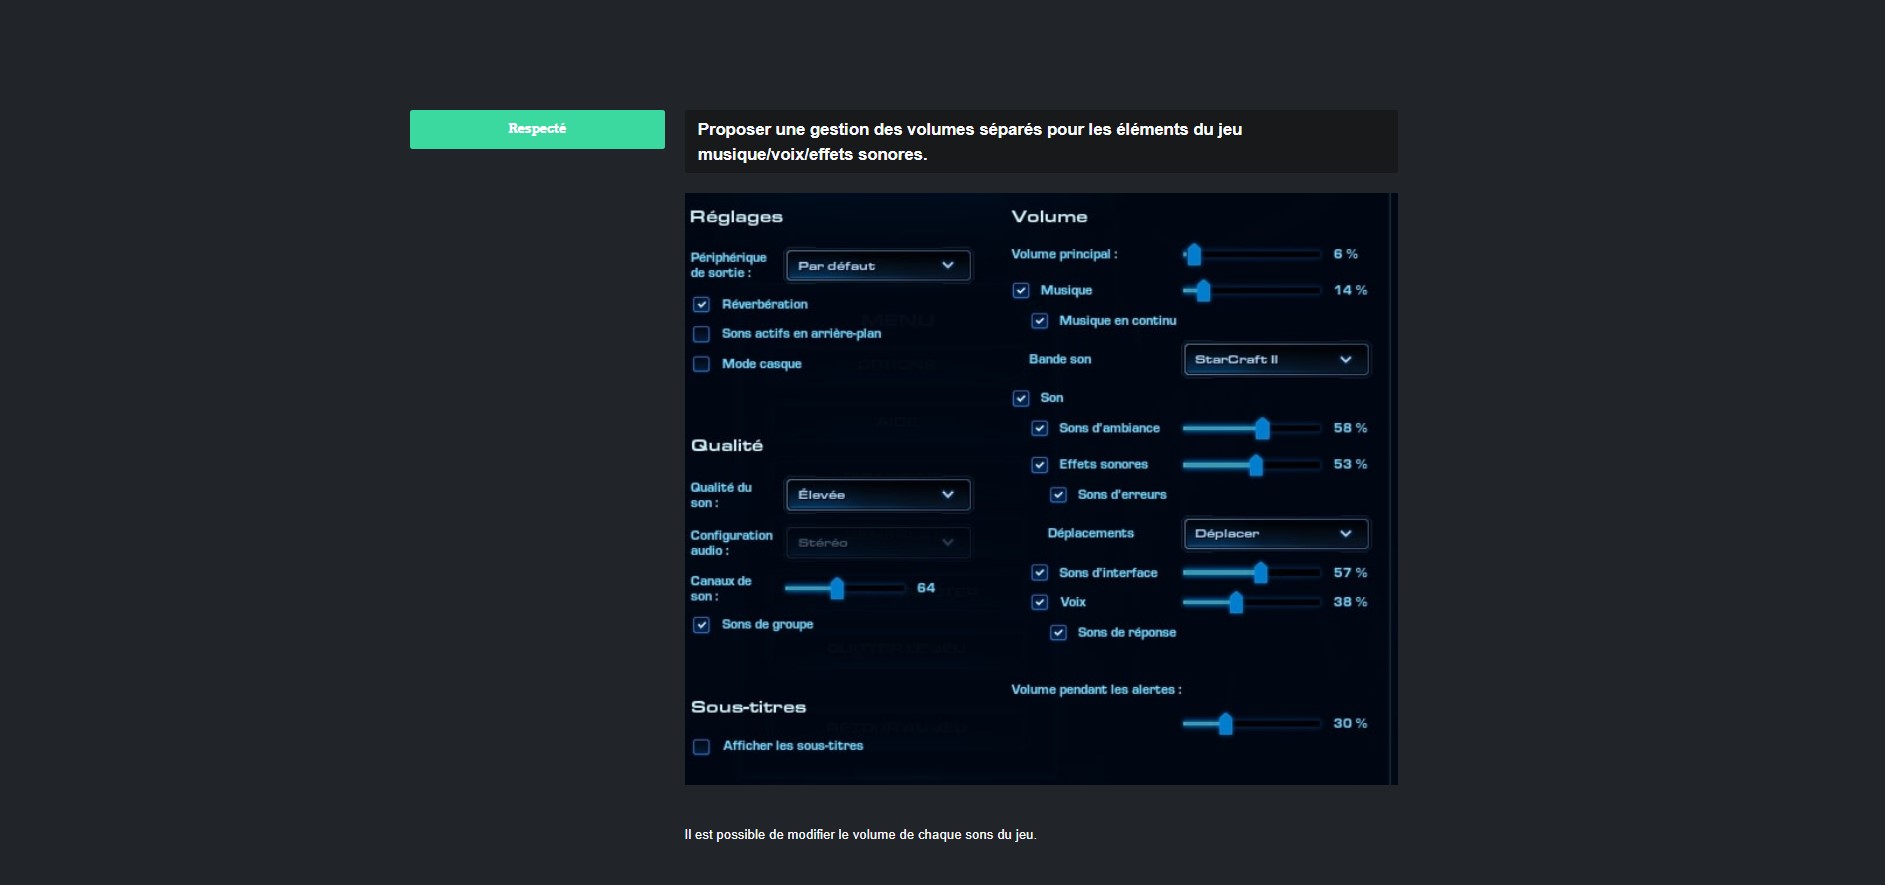 Respecté
Proposer une gestion des volumes séparés pour les éléments du jeu
musique/voix/effets sonores.
Réglages
Périphérique
de sortie :
Par défaut
Réverbération
Sons actifs en arrière-plan
Mode casque
Qualité
Qualité du
son :
Élevée
Configuration
audio :
Stéréo
Canaux de
son :
64
Sons de groupe
Sous-titres
Afficher les sous-titres
MENU
Volume
Volume principal :
6 %
Musique
14 %
Musique en continu
Bande son
StarCraft II
Son
Sons d'ambiance
58 %
Effets sonores
53 %
Sons d'erreurs
Déplacements
Déplacer
Sons d'interface
57 %
Voix
38 %
Sons de réponse
Volume pendant les alertes :
30 %
Il est possible de modifier le volume de chaque sons du jeu.